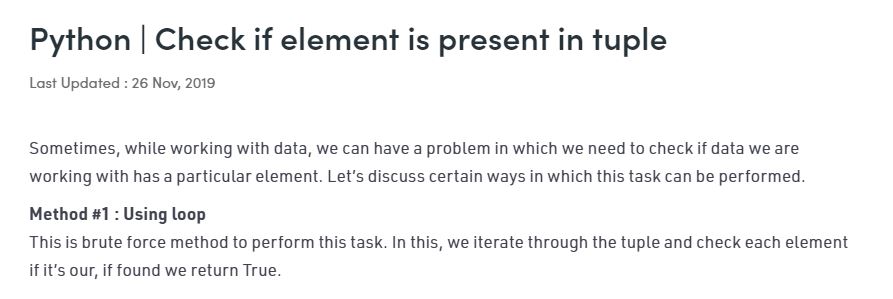 Python | Check if element is present in tuple
Last Updated : 26 Nov, 2019
Sometimes, while working with data, we can have a problem in which we need to check if data we are
working with has a particular element. Let’s discuss certain ways in which this task can be performed.
Method #1 : Using loop
This is brute force method to perform this task. In this, we iterate through the tuple and check each element
if it’s our, if found we return True.